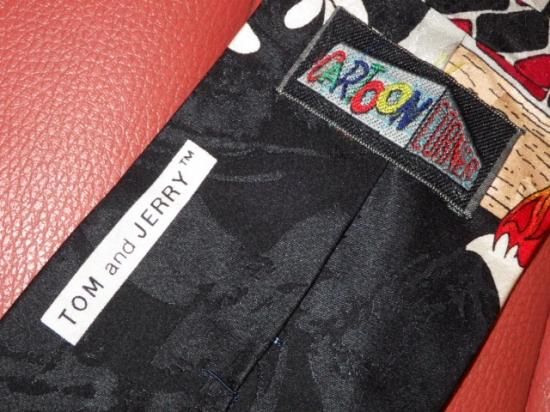 CARTOON CORNER
TOM and JERRY™